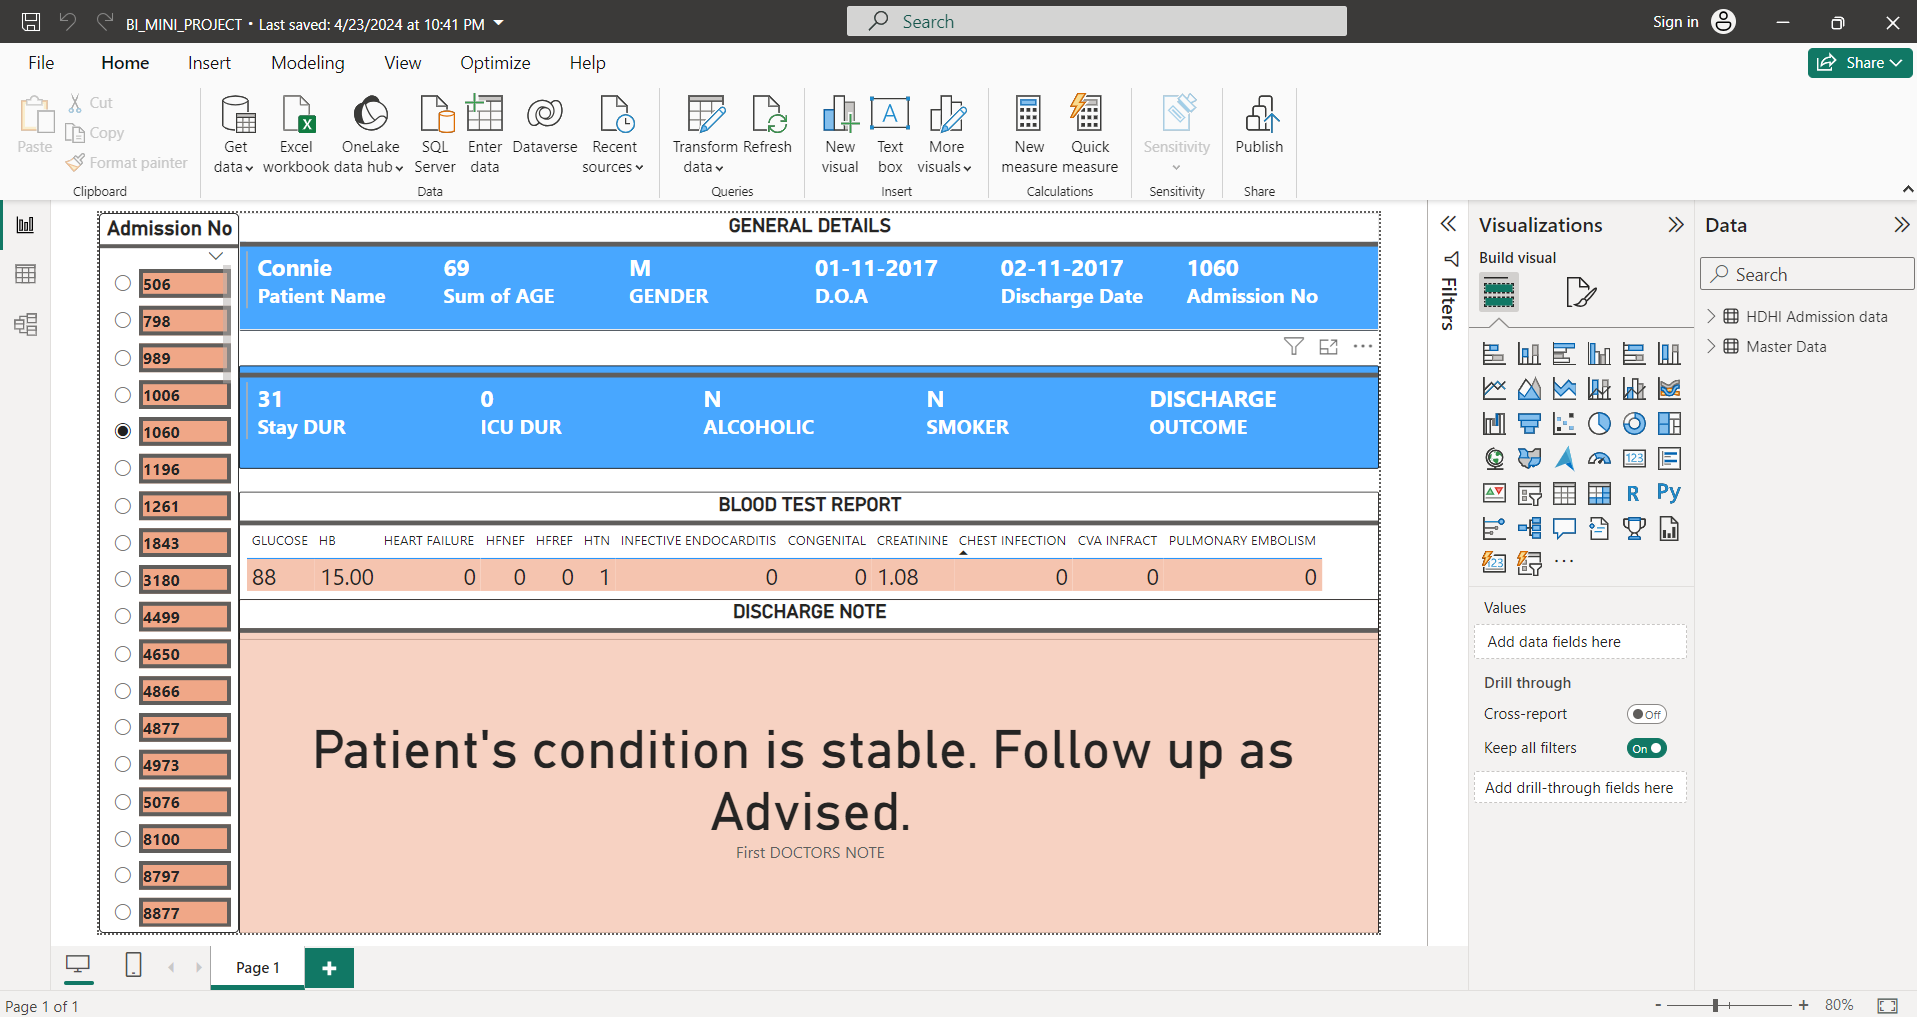 BI_MINI_PROJECT • Last saved: 4/23/2024 at 10:41 PM
Search
Sign in
File Home Insert Modeling View Optimize Help
Share
Paste
Cut
Copy
Format painter
Clipboard
Get data
Excel workbook
OneLake data hub
SQL Server
Enter data
Dataverse
Recent sources
Data
Transform data
Refresh
Queries
New visual
Text box
More visuals
Insert
New measure
Quick measure
Calculations
Sensitivity
Sensitivity
Publish
Share
Admission No
506
798
989
1006
1060
1196
1261
1843
3180
4499
4650
4866
4877
4973
5076
8100
8797
8877
GENERAL DETAILS
Connie 69 M 01-11-2017 02-11-2017 1060
Patient Name Sum of AGE GENDER D.O.A Discharge Date Admission No
31 0 N N DISCHARGE
Stay DUR ICU DUR ALCOHOLIC SMOKER OUTCOME
BLOOD TEST REPORT
GLUCOSE HB HEART FAILURE HFNEF HFREF HTN INFECTIVE ENDOCARDITIS CONGENITAL CREATININE CHEST INFECTION CVA INFRACT PULMONARY EMBOLISM
88 15.00 0 0 0 1 0 0 1.08 0 0 0
DISCHARGE NOTE
Patient's condition is stable. Follow up as
Advised.
First DOCTORS NOTE
Filters
Visualizations
Build visual
123
R
Py
123
Values
Add data fields here
Drill through
Cross-report Off
Keep all filters On
Add drill-through fields here
Data
Search
HDHI Admission data
Master Data
Page 1
Page 1 of 1
- + 80%